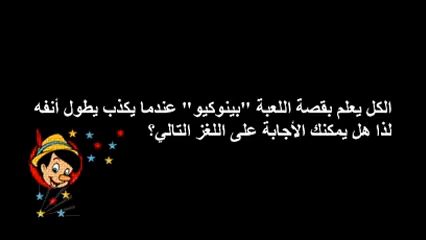 الكل يعلم بقصة اللعبة "بينوكيو" عندما يكذب يطول أنفه
لذا هل يمكنك الأجابة على اللغز التالي؟